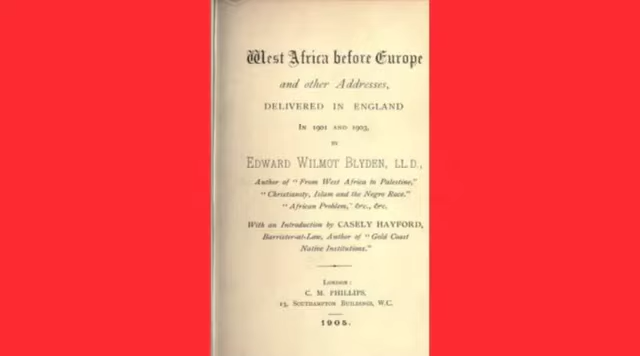 West Africa before Europe
and other Addresses,
DELIVERED IN ENGLAND
IN 1901 AND 1903,
BY
EDWARD WILMOT BLYDEN, LL.D.,
Author of "From West Africa to Palestine,"
"Christianity, Islam and the Negro Race."
"African Problem," &c., &c.
With an Introduction by CASELY HAYFORD,
Barrister-at-Law, Author of "Gold Coast
Native Institutions."
LONDON:
C. M. PHILLIPS,
13, SOUTHAMPTON BUILDINGS, W.C.
1905.